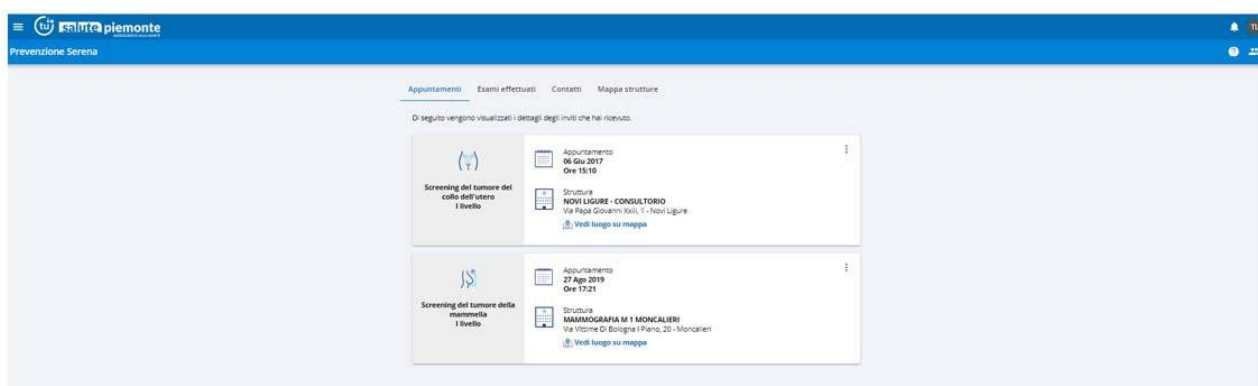 tu salute piemonte
TU
Prevenzione Serena
Appuntamenti Esami effettuati Contatti Mappa strutture
Di seguito vengono visualizzati i dettagli degli inviti che hai ricevuto.
Screening del tumore del
collo dell'utero
I livello
Appuntamento
06 Giu 2017
Ore 15:10
Struttura
NOVI LIGURE - CONSULTORIO
Via Papa Giovanni Xxiii, 1 - Novi Ligure
Vedi luogo su mappa
Screening del tumore della
mammella
I livello
Appuntamento
27 Ago 2019
Ore 17:21
Struttura
MAMMOGRAFIA M 1 MONCALIERI
Via Vittime Di Bologna I Piano, 20 - Moncalieri
Vedi luogo su mappa